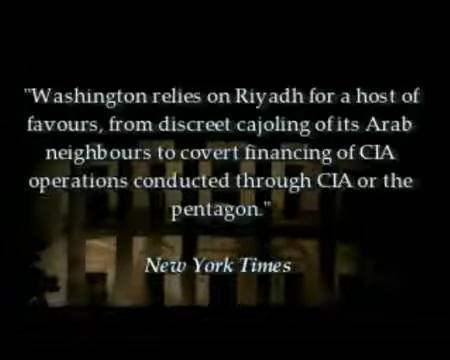 "Washington relies on Riyadh for a host of
favours, from discreet cajoling of its Arab
neighbours to covert financing of CIA
operations conducted through CIA or the
pentagon."
New York Times